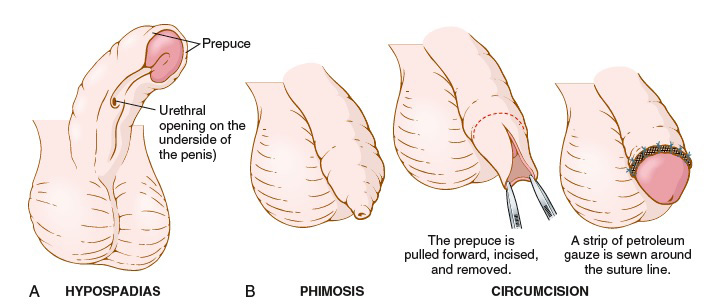 Prepuce
Urethral
opening on the
underside of
the penis)
The prepuce is
pulled forward, incised,
and removed.
A strip of petroleum
gauze is sewn around
the suture line.
A HYPOSPADIAS
B PHIMOSIS
CIRCUMCISION